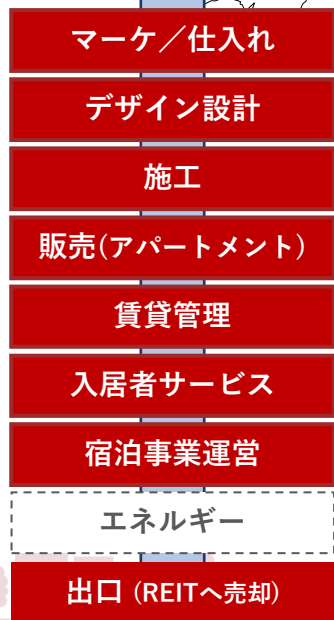 マーケ／仕入れ
デザイン設計
施工
販売(アパートメント)
賃貸管理
入居者サービス
宿泊事業運営
エネルギー
出口 (REITへ売却)